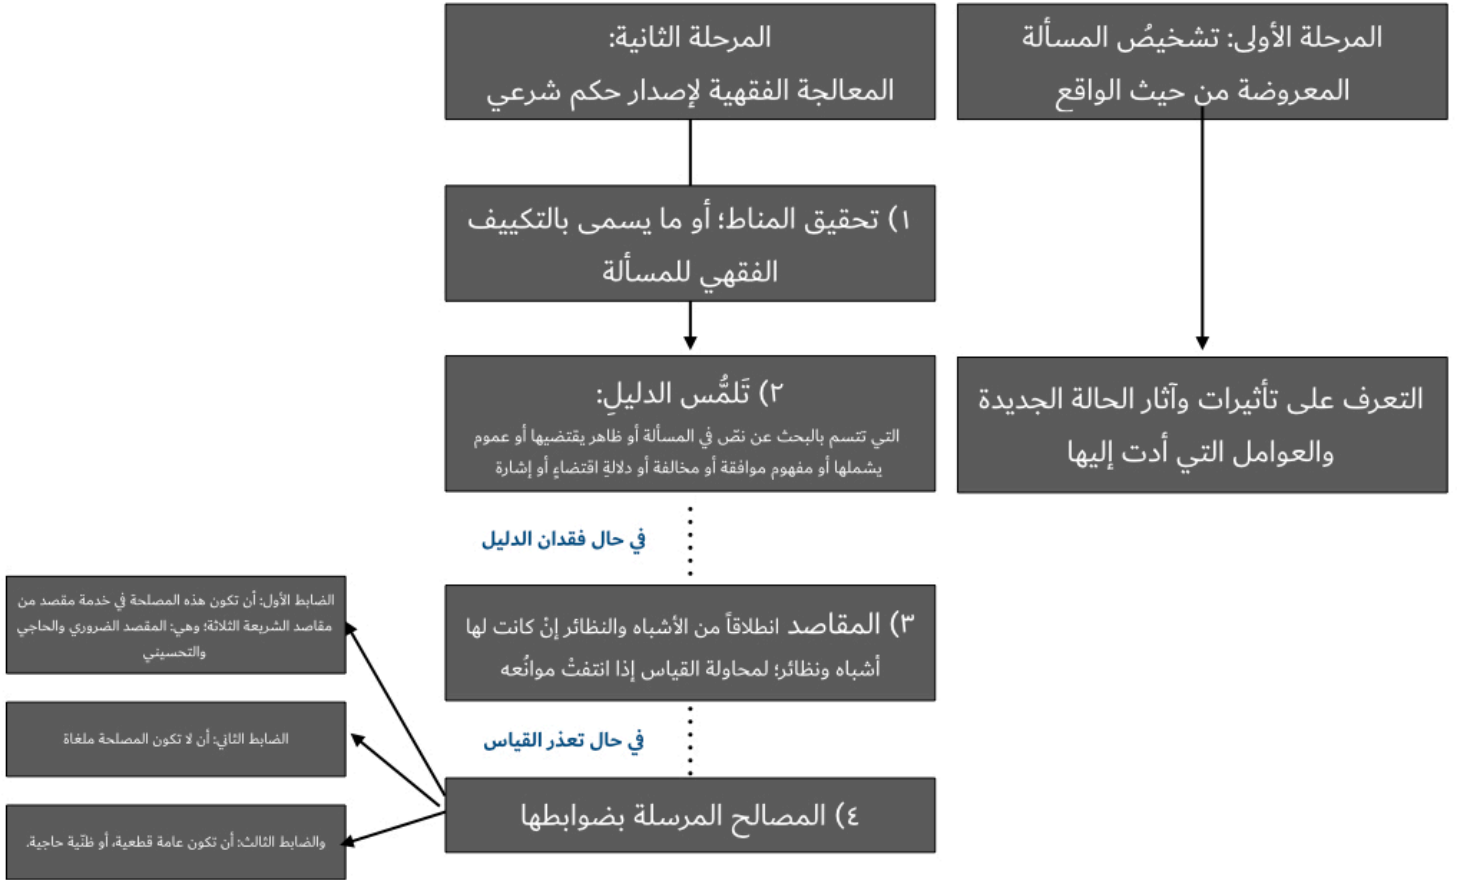 المرحلة الأولى: تشخيصُ المسألة
المعروضة من حيث الواقع
التعرف على تأثيرات وآثار الحالة الجديدة
والعوامل التي أدت إليها
المرحلة الثانية:
المعالجة الفقهية لإصدار حكم شرعي
١) تحقيق المناط؛ أو ما يسمى بالتكييف
الفقهي للمسألة
٢) تَلمُّس الدليلِ:
التي تتسم بالبحث عن نصّ في المسألة أو ظاهر يقتضيها أو عموم
يشملها أو مفهوم موافقة أو مخالفة أو دلالةِ اقتضاءٍ أو إشارة
في حال فقدان الدليل
٣) المقاصد انطلاقاً من الأشباه والنظائر إنْ كانت لها
أشباه ونظائر؛ لمحاولة القياس إذا انتفتْ موانُعه
في حال تعذر القياس
٤) المصالح المرسلة بضوابطها
الضابط الأول: أن تكون هذه المصلحة في خدمة مقصد من
مقاصد الشريعة الثلاثة؛ وهي: المقصد الضروري والحاجي
والتحسيني
الضابط الثاني: أن لا تكون المصلحة ملغاة
والضابط الثالث: أن تكون عامة قطعية، أو ظنّية حاجية.